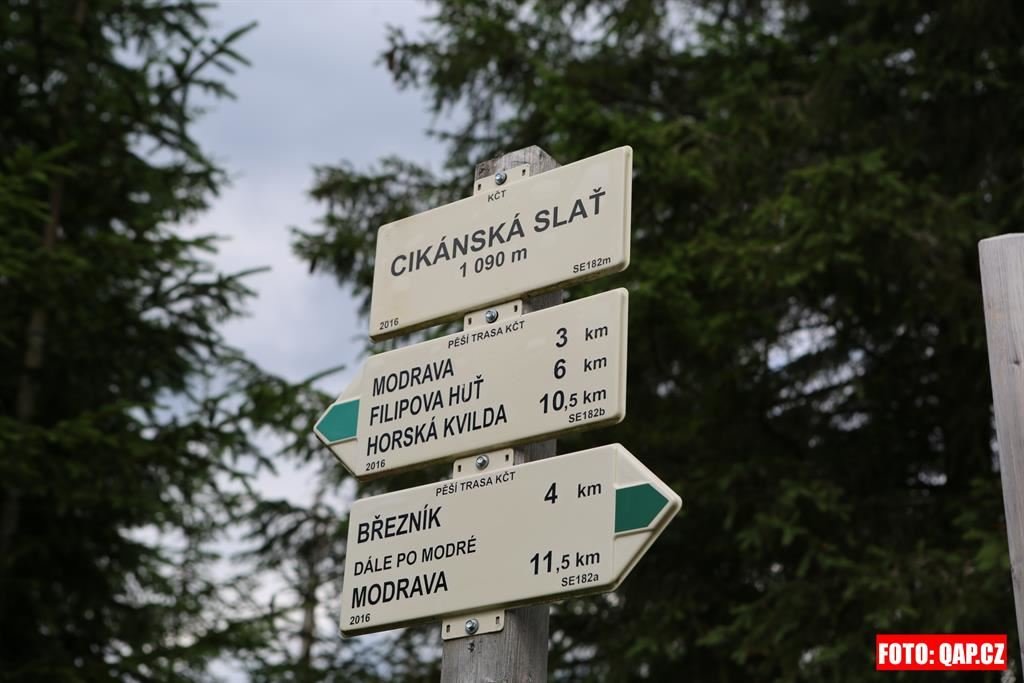 KČT
CIKÁNSKÁ SLAŤ
1 090 m
2016 SE182m
PĚŠÍ TRASA KČT
MODRAVA 3 km
FILIPOVA HUŤ 6 km
HORSKÁ KVILDA 10,5 km
2016 SE182b
PĚŠÍ TRASA KČT
BŘEZNÍK 4 km
DÁLE PO MODRÉ
MODRAVA 11,5 km
2016 SE182a
FOTO: QAP.CZ